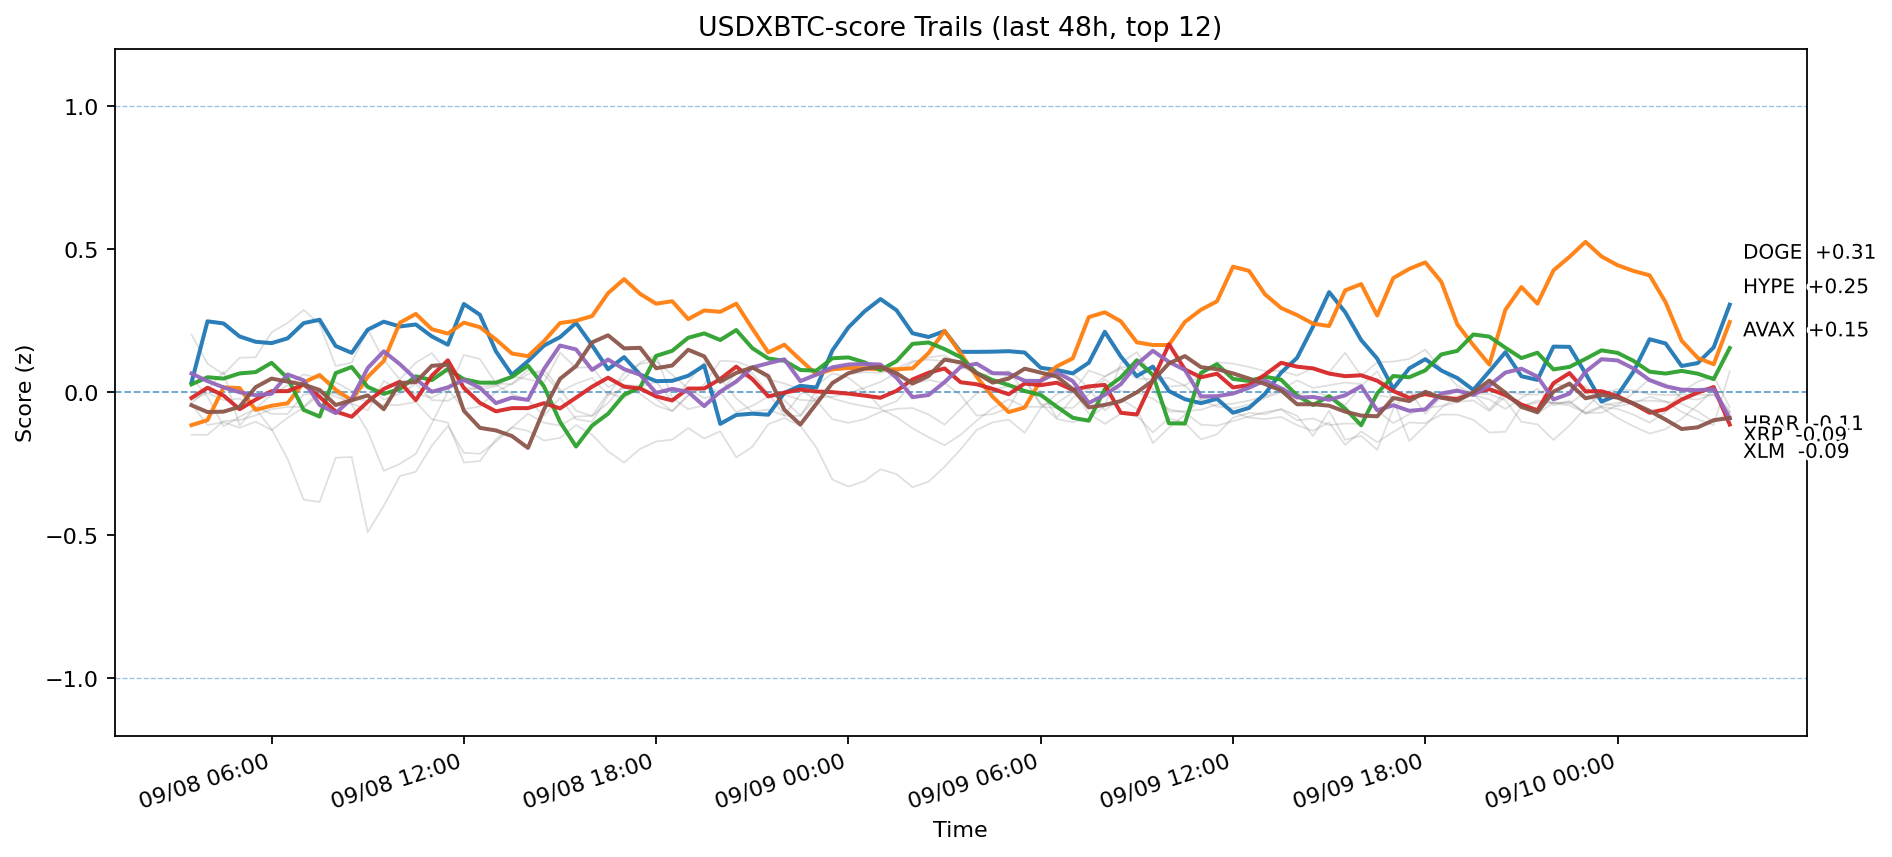 USDXBTC-score Trails (last 48h, top 12)
Score (z)
1.0
0.5
0.0
−0.5
−1.0
DOGE +0.31
HYPE +0.25
AVAX +0.15
HBAR -0.11
XRP -0.09
XLM -0.09
09/08 06:00
09/08 12:00
09/08 18:00
09/09 00:00
09/09 06:00
09/09 12:00
09/09 18:00
09/10 00:00
Time